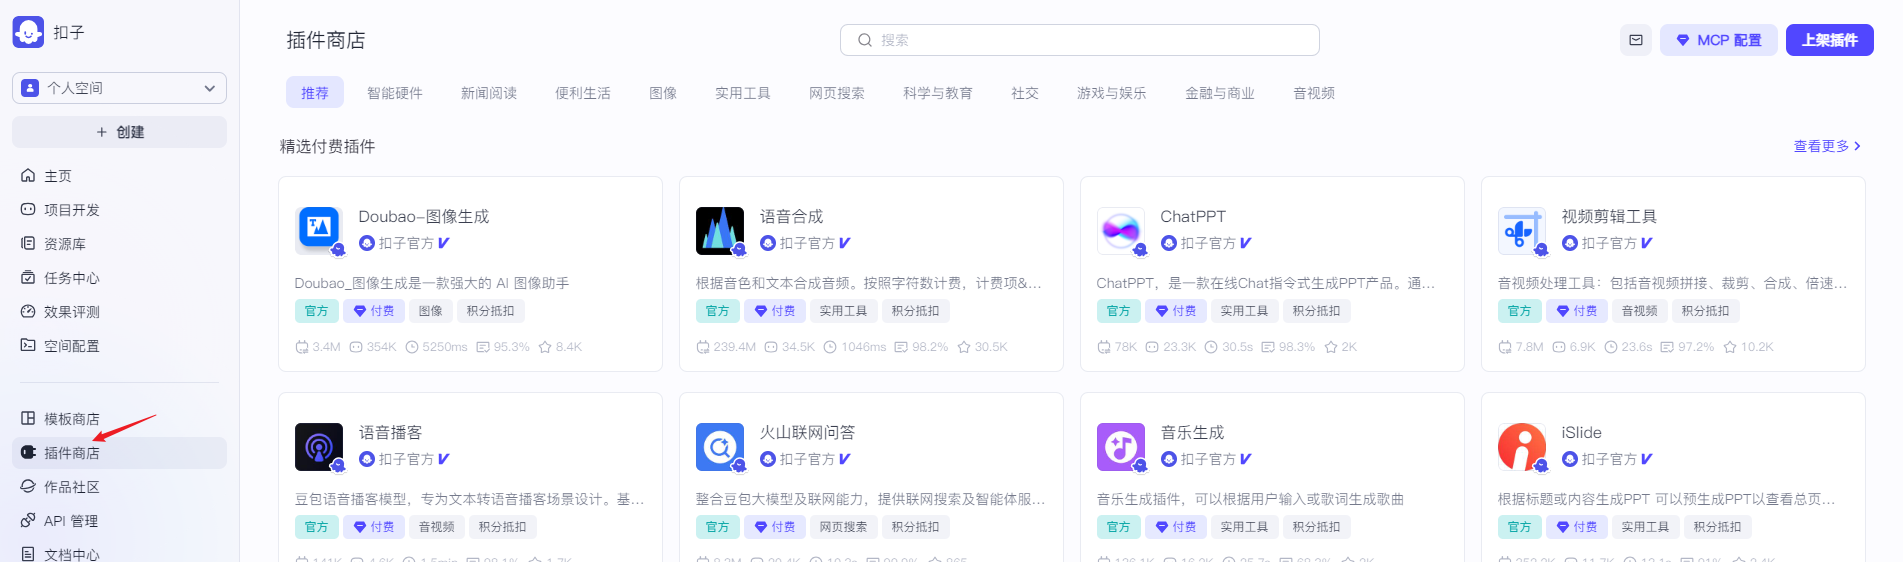 扣子
个人空间
+ 创建
主页
项目开发
资源库
任务中心
效果评测
空间配置
模板商店
插件商店
作品社区
API 管理
文档中心
插件商店
搜索
MCP 配置
上架插件
推荐 智能硬件 新闻阅读 便利生活 图像 实用工具 网页搜索 科学与教育 社交 游戏与娱乐 金融与商业 音视频
精选付费插件
查看更多
Doubao-图像生成
扣子官方
Doubao_图像生成是一款强大的 AI 图像助手
官方 付费 图像 积分抵扣
3.4M 354K 5250ms 95.3% 8.4K
语音合成
扣子官方
根据音色和文本合成音频。按照字符数计费，计费项&...
官方 付费 实用工具 积分抵扣
239.4M 34.5K 1046ms 98.2% 30.5K
ChatPPT
扣子官方
ChatPPT，是一款在线Chat指令式生成PPT产品。通...
官方 付费 实用工具 积分抵扣
78K 23.3K 30.5s 98.3% 2K
视频剪辑工具
扣子官方
音视频处理工具：包括音视频拼接、裁剪、合成、倍速...
官方 付费 音视频 积分抵扣
7.8M 6.9K 23.6s 97.2% 10.2K
语音播客
扣子官方
豆包语音播客模型，专为文本转语音播客场景设计。基...
官方 付费 音视频 积分抵扣
火山联网问答
扣子官方
整合豆包大模型及联网能力，提供联网搜索及智能体服...
官方 付费 网页搜索 积分抵扣
音乐生成
扣子官方
音乐生成插件，可以根据用户输入或歌词生成歌曲
官方 付费 实用工具 积分抵扣
iSlide
扣子官方
根据标题或内容生成PPT 可以预生成PPT以查看总页...
官方 付费 实用工具 积分抵扣